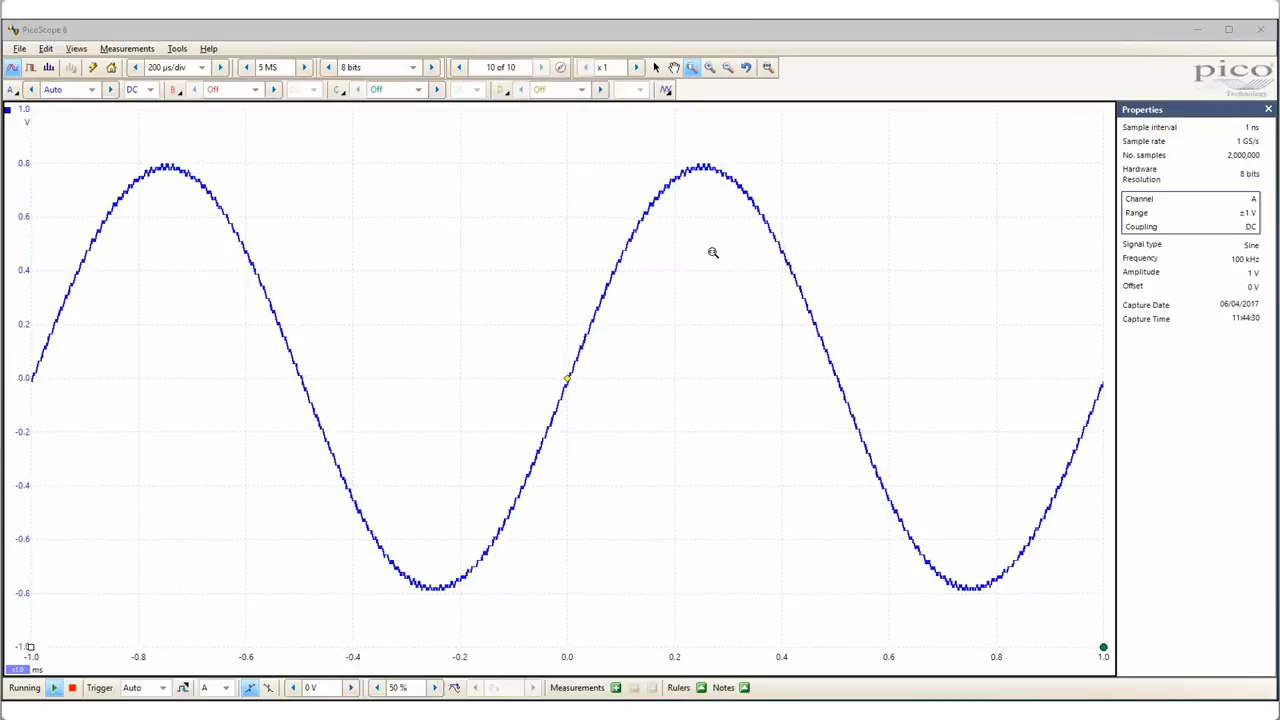 PicoScope 6
File Edit Views Measurements Tools Help
200 µs/div 5 MS 8 bits 10 of 10 x 1
A Auto DC B Off C Off D Off
pico
Technology
Properties
Sample interval 1 ns
Sample rate 1 GS/s
No. samples 2,000,000
Hardware
Resolution 8 bits
Channel A
Range ±1 V
Coupling DC
Signal type Sine
Frequency 100 kHz
Amplitude 1 V
Offset 0 V
Capture Date 06/04/2017
Capture Time 11:44:30
1.0
V
0.8
0.6
0.4
0.2
0.0
-0.2
-0.4
-0.6
-0.8
-1.0
-1.0 -0.8 -0.6 -0.4 -0.2 0.0 0.2 0.4 0.6 0.8 1.0
x1.0 ms
Running Trigger Auto A 0 V 50 % Measurements Rulers Notes